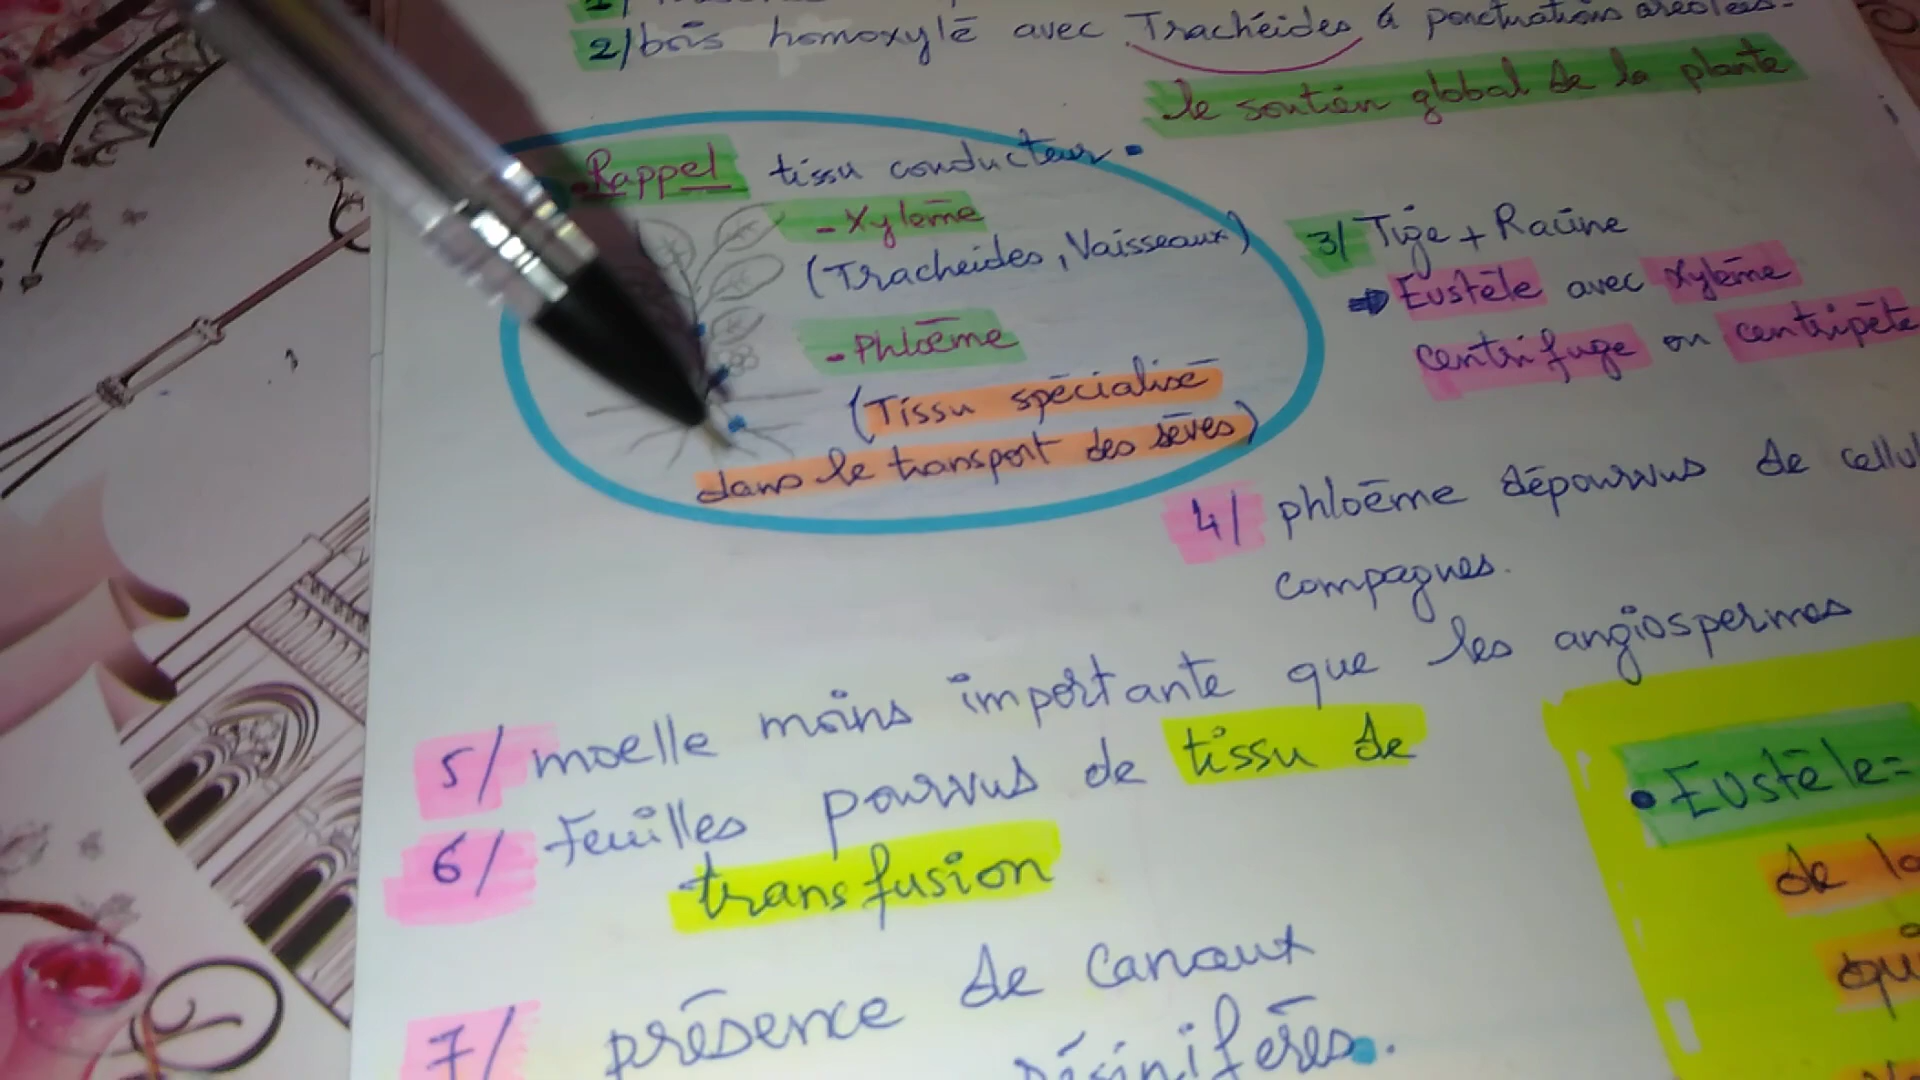 2/ bois homoxylé avec Trachéides à ponctuations aréolées.
le soutien global de la plante
Rappel tissu conducteur.
- Xylème
(Tracheides, Vaisseaux)
- Phloème
(Tissu spécialisé
dans le transport des sèves)
3/ Tige + Racine
⇒ Eustèle avec xylème
centrifuge ou centripète
4/ phloème dépourvus de cellul
compagnes.
5/ moelle moins importante que les angiospermes
6/ Feuilles pourvus de tissu de
transfusion
7/ présence de canaux
résinifères.
• Eustèle =
de la
qui